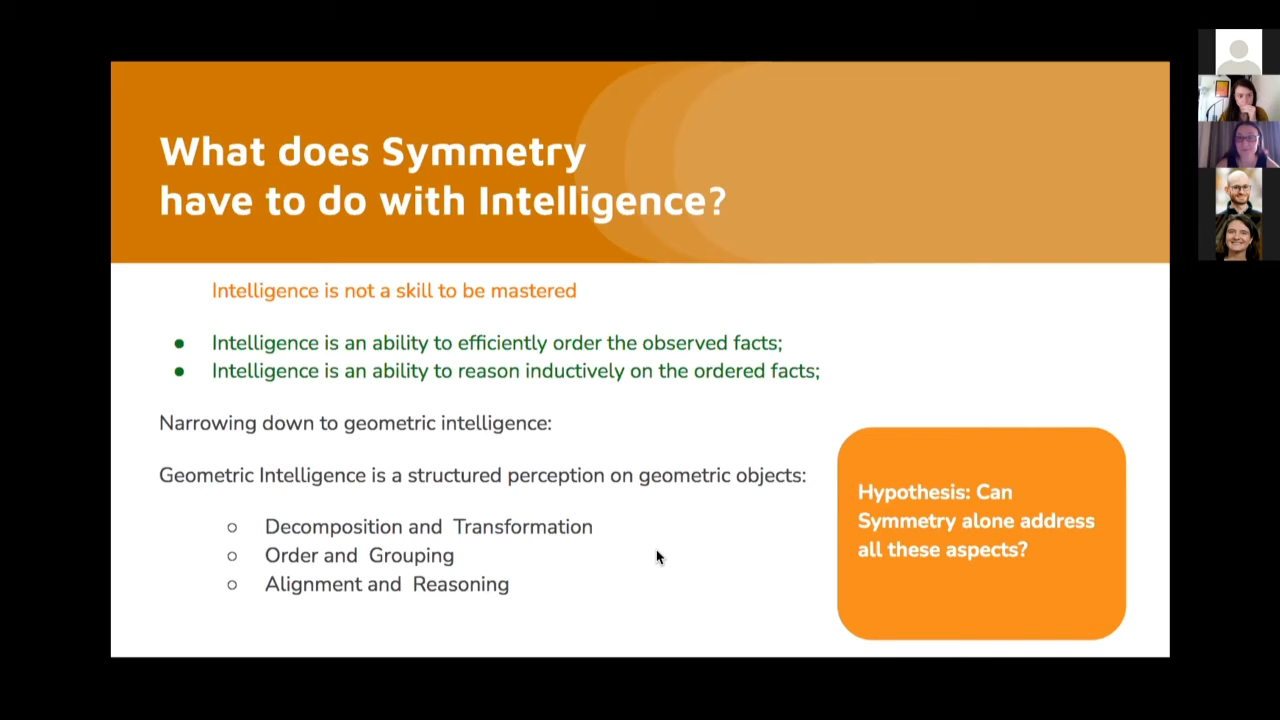 What does Symmetry
have to do with Intelligence?
Intelligence is not a skill to be mastered
● Intelligence is an ability to efficiently order the observed facts;
● Intelligence is an ability to reason inductively on the ordered facts;
Narrowing down to geometric intelligence:
Geometric Intelligence is a structured perception on geometric objects:
○ Decomposition and Transformation
○ Order and Grouping
○ Alignment and Reasoning
Hypothesis: Can
Symmetry alone address
all these aspects?